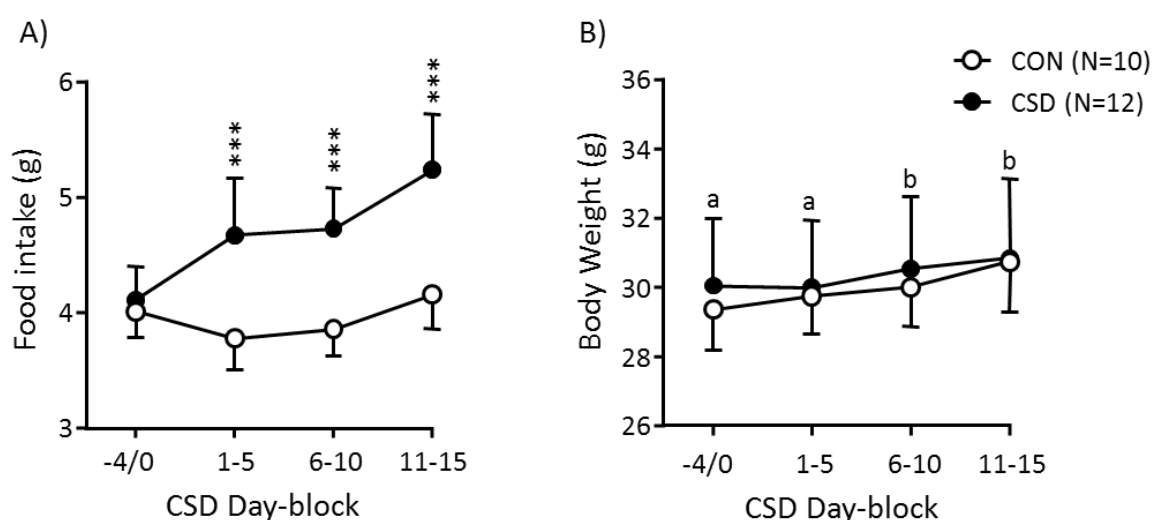 A)
Food intake (g)
6
5
4
3
***
***
***
-4/0 1-5 6-10 11-15
CSD Day-block
B)
CON (N=10)
CSD (N=12)
Body Weight (g)
36
34
32
30
28
26
a a b b
-4/0 1-5 6-10 11-15
CSD Day-block